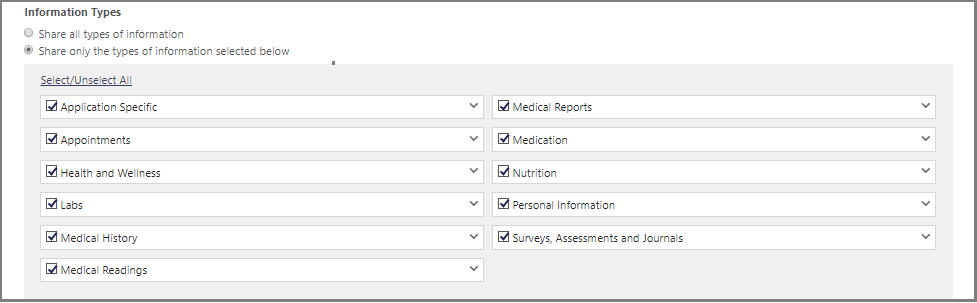 Information Types
Share all types of information
Share only the types of information selected below
Select/Unselect All
Application Specific
Medical Reports
Appointments
Medication
Health and Wellness
Nutrition
Labs
Personal Information
Medical History
Surveys, Assessments and Journals
Medical Readings